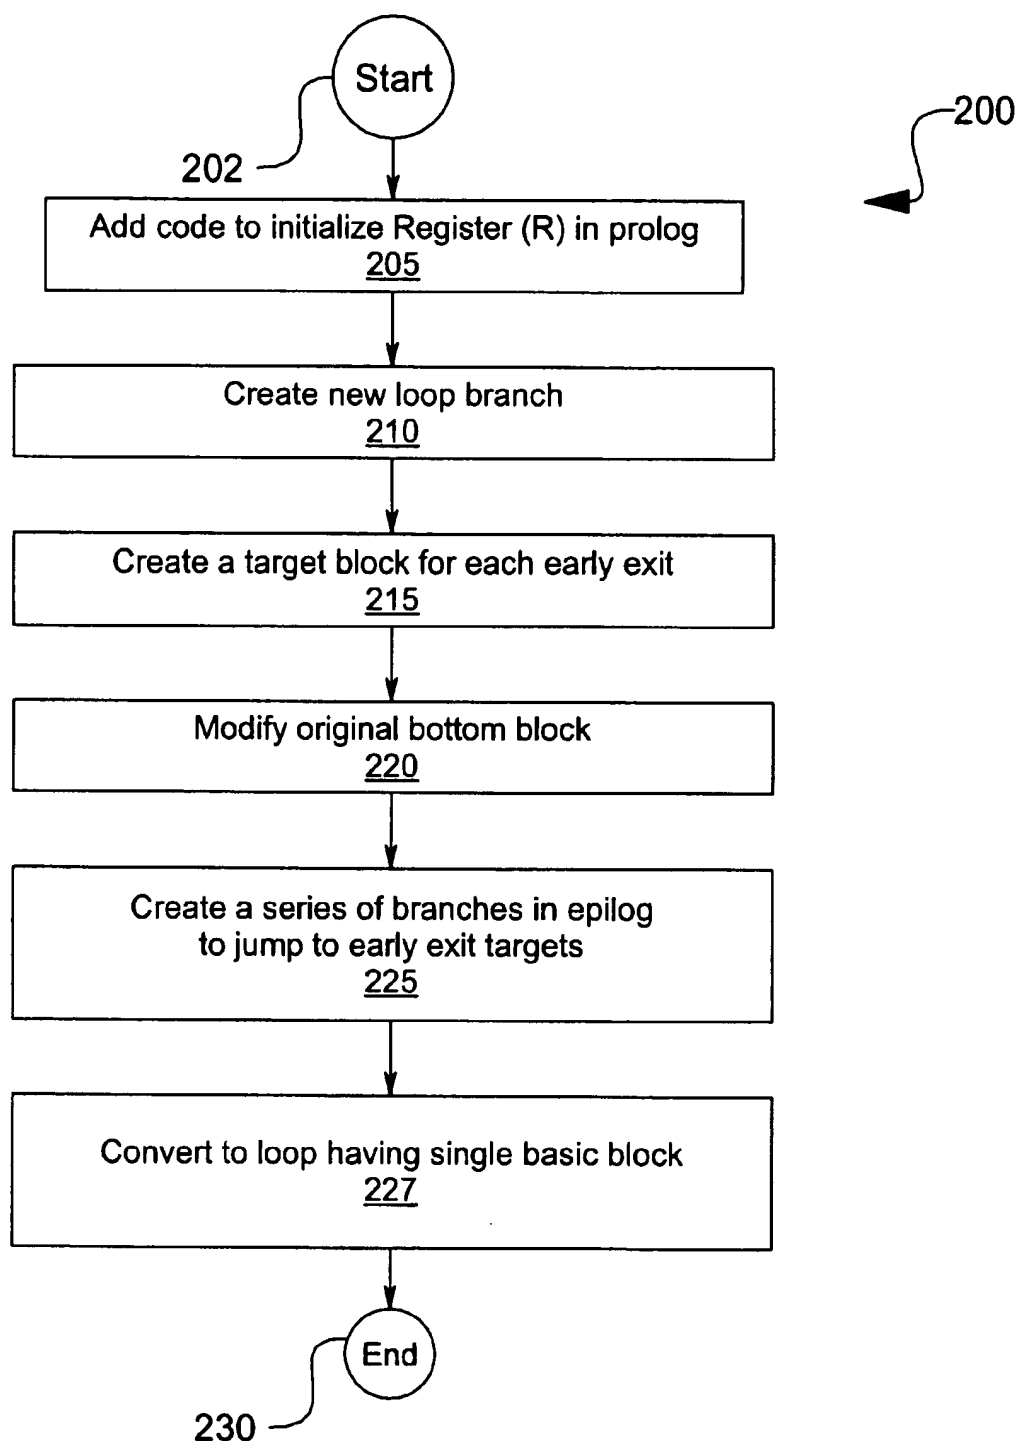 Start
200
202
Add code to initialize Register (R) in prolog
205
Create new loop branch
210
Create a target block for each early exit
215
Modify original bottom block
220
Create a series of branches in epilog
to jump to early exit targets
225
Convert to loop having single basic block
227
End
230